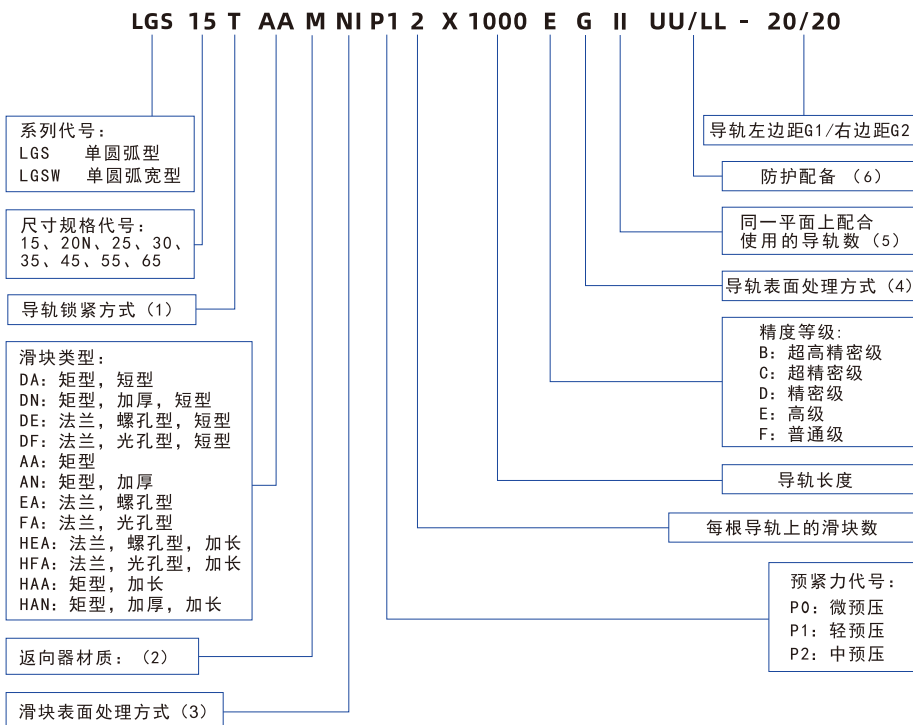 LGS 15 T AA M NI P1 2 X 1000 E G II UU/LL - 20/20
系列代号:
LGS 单圆弧型
LGSW 单圆弧宽型
尺寸规格代号:
15、20N、25、30、
35、45、55、65
导轨锁紧方式（1）
滑块类型:
DA: 矩型, 短型
DN: 矩型, 加厚, 短型
DE: 法兰, 螺孔型, 短型
DF: 法兰, 光孔型, 短型
AA: 矩型
AN: 矩型, 加厚
EA: 法兰, 螺孔型
FA: 法兰, 光孔型
HEA: 法兰, 螺孔型, 加长
HFA: 法兰, 光孔型, 加长
HAA: 矩型, 加长
HAN: 矩型, 加厚, 加长
返向器材质: （2）
滑块表面处理方式（3）
导轨左边距G1/右边距G2
防护配备（6）
同一平面上配合
使用的导轨数（5）
导轨表面处理方式（4）
精度等级:
B: 超高精密级
C: 超精密级
D: 精密级
E: 高级
F: 普通级
导轨长度
每根导轨上的滑块数
预紧力代号:
P0: 微预压
P1: 轻预压
P2: 中预压